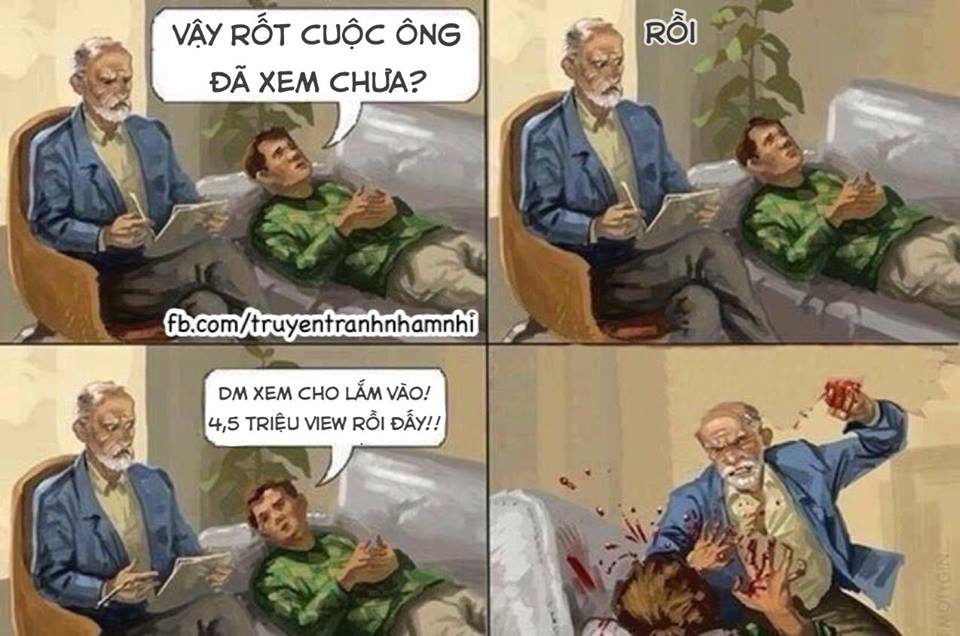 VẬY RỐT CUỘC ÔNG
ĐÃ XEM CHƯA?
RỒI
fb.com/truyentranhnhamnhi
DM XEM CHO LẮM VÀO!
4,5 TRIỆU VIEW RỒI ĐẤY!!
MOTYGIN